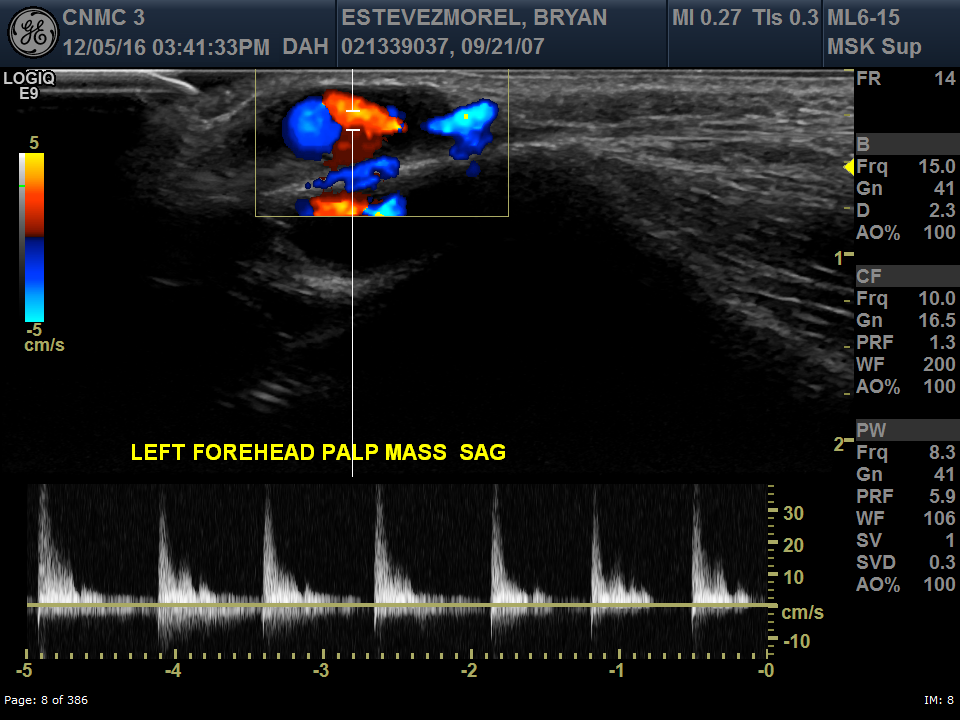 CNMC 3
12/05/16 03:41:33PM DAH
ESTEVEZMOREL, BRYAN
021339037, 09/21/07
MI 0.27 TIs 0.3
ML6-15
MSK Sup
LOGIQ
E9
FR 14
5
-5
cm/s
B
Frq 15.0
Gn 41
D 2.3
AO% 100
1
CF
Frq 10.0
Gn 16.5
PRF 1.3
WF 200
AO% 100
2
LEFT FOREHEAD PALP MASS SAG
PW
Frq 8.3
Gn 41
PRF 5.9
WF 106
SV 1
SVD 0.3
AO% 100
30
20
10
cm/s
-10
-5 -4 -3 -2 -1 -0
Page: 8 of 386
IM: 8